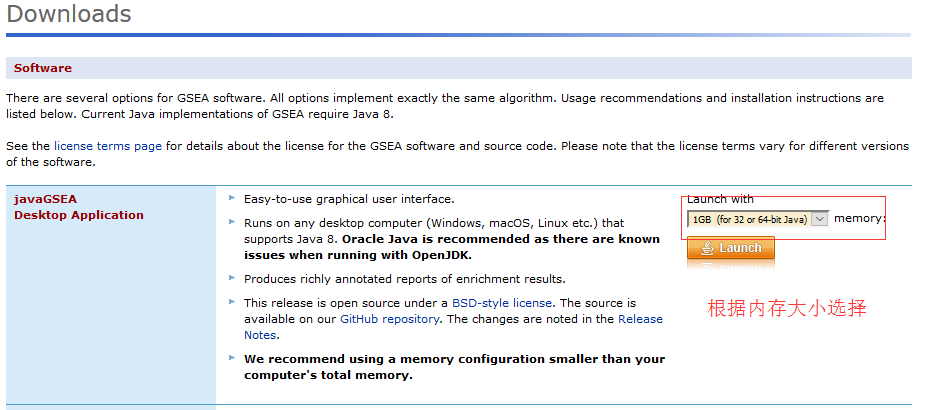 Downloads
Software
There are several options for GSEA software. All options implement exactly the same algorithm. Usage recommendations and installation instructions are
listed below. Current Java implementations of GSEA require Java 8.
See the license terms page for details about the license for the GSEA software and source code. Please note that the license terms vary for different versions
of the software.
javaGSEA
Desktop Application
Easy-to-use graphical user interface.
Runs on any desktop computer (Windows, macOS, Linux etc.) that
supports Java 8. Oracle Java is recommended as there are known
issues when running with OpenJDK.
Produces richly annotated reports of enrichment results.
This release is open source under a BSD-style license. The source is
available on our GitHub repository. The changes are noted in the Release
Notes.
We recommend using a memory configuration smaller than your
computer's total memory.
Launch with
1GB (for 32 or 64-bit Java) memory:
Launch
根据内存大小选择